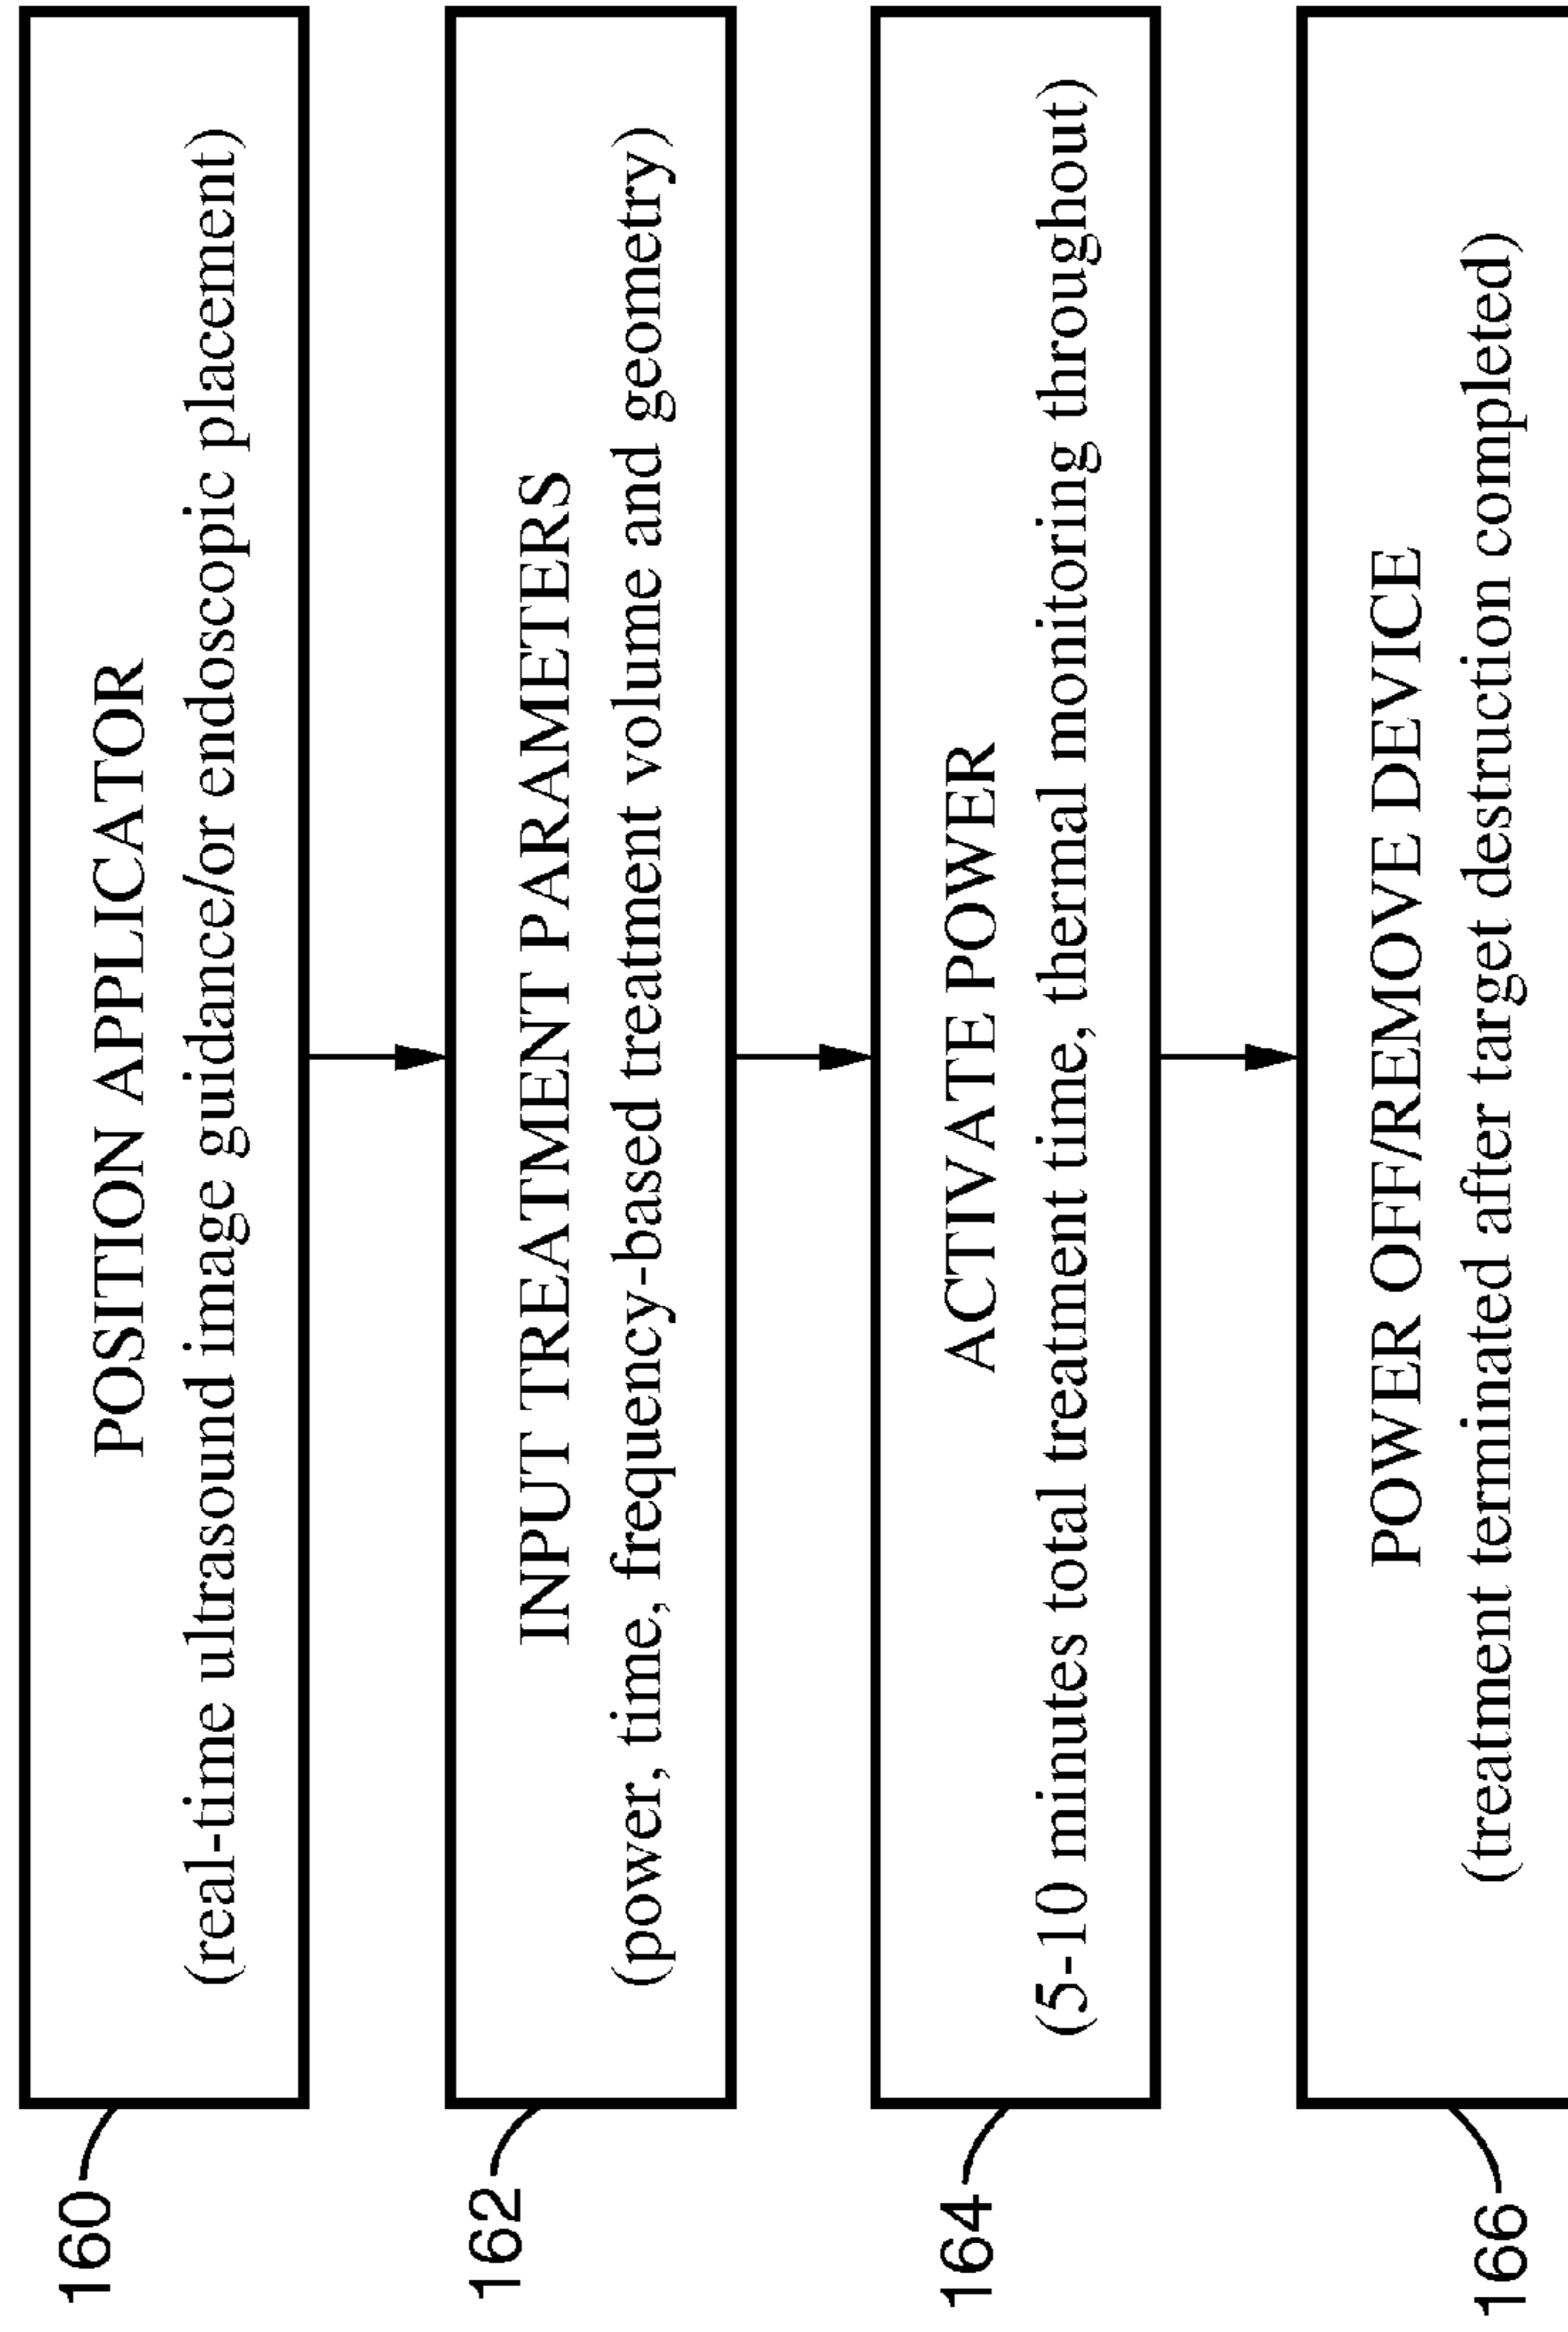 160
POSITION APPLICATOR
(real-time ultrasound image guidance/or endoscopic placement)
162
INPUT TREATMENT PARAMETERS
(power, time, frequency-based treatment volume and geometry)
164
ACTIVATE POWER
(5-10 minutes total treatment time, thermal monitoring throughout)
166
POWER OFF/REMOVE DEVICE
(treatment terminated after target destruction completed)